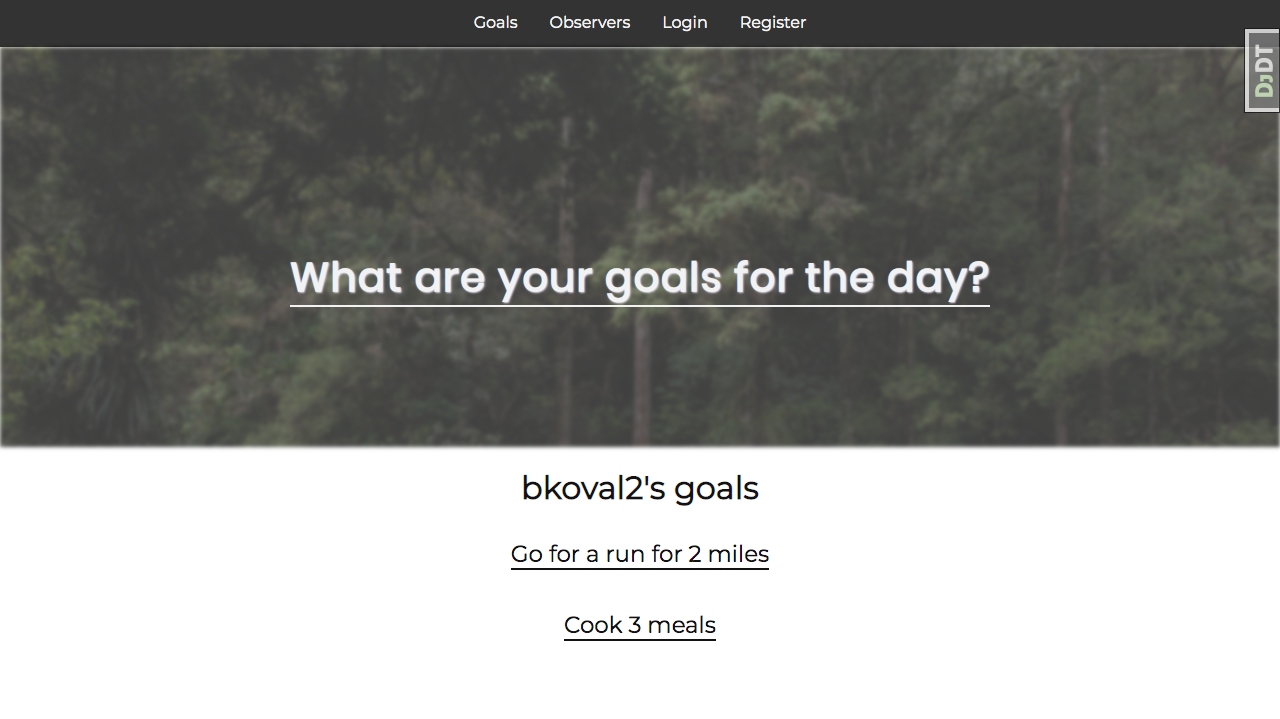 Goals Observers Login Register
DJDT
What are your goals for the day?
bkoval2's goals
Go for a run for 2 miles
Cook 3 meals